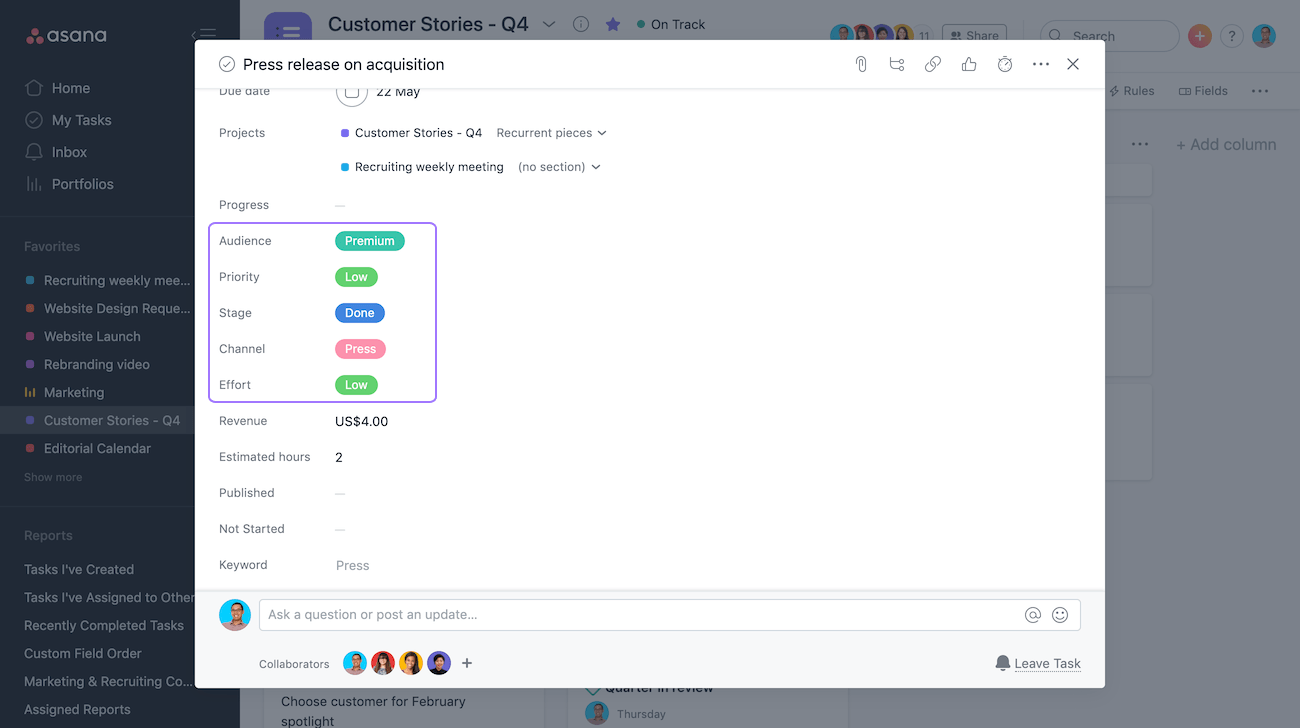 asana
Home
My Tasks
Inbox
Portfolios
Favorites
Recruiting weekly mee...
Website Design Reque...
Website Launch
Rebranding video
Marketing
Customer Stories - Q4
Editorial Calendar
Show more
Reports
Tasks I've Created
Tasks I've Assigned to Other
Recently Completed Tasks
Custom Field Order
Marketing & Recruiting Co...
Assigned Reports
Customer Stories - Q4
On Track
11
Share
Search
?
Rules
Fields
+ Add column
Press release on acquisition
Due date 22 May
Projects Customer Stories - Q4 Recurrent pieces
Recruiting weekly meeting (no section)
Progress —
Audience Premium
Priority Low
Stage Done
Channel Press
Effort Low
Revenue US$4.00
Estimated hours 2
Published —
Not Started —
Keyword Press
Ask a question or post an update...
Collaborators + Leave Task
Choose customer for February
spotlight
Quarter in review
Thursday